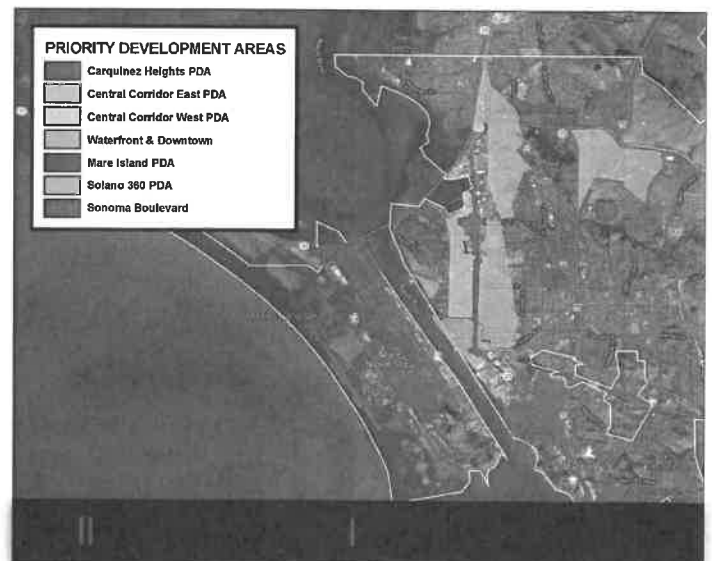 PRIORITY DEVELOPMENT AREAS
Carquinez Heights PDA
Central Corridor East PDA
Central Corridor West PDA
Waterfront & Downtown
Mare Island PDA
Solano 360 PDA
Sonoma Boulevard